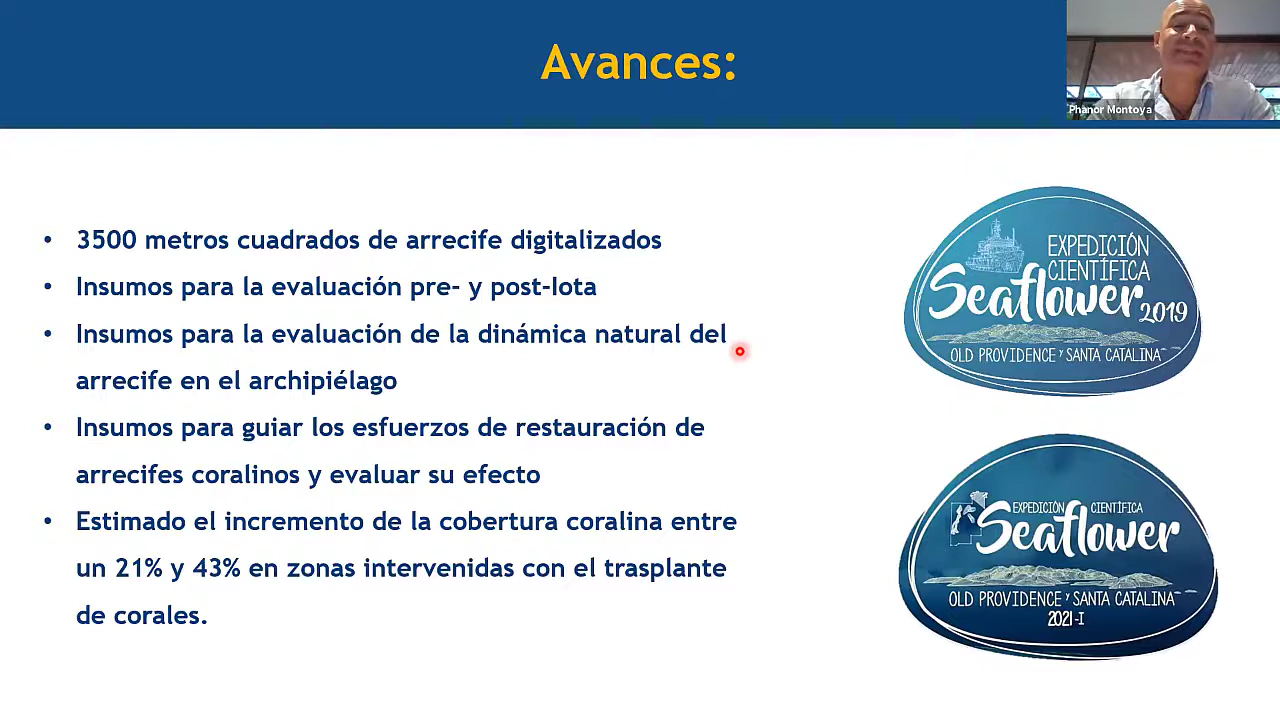 Avances:
Phanor Montoya
• 3500 metros cuadrados de arrecife digitalizados
• Insumos para la evaluación pre- y post-Iota
• Insumos para la evaluación de la dinámica natural del
arrecife en el archipiélago
• Insumos para guiar los esfuerzos de restauración de
arrecifes coralinos y evaluar su efecto
• Estimado el incremento de la cobertura coralina entre
un 21% y 43% en zonas intervenidas con el trasplante
de corales.
EXPEDICIÓN
CIENTÍFICA
Seaflower 2019
OLD PROVIDENCE Y SANTA CATALINA
EXPEDICIÓN CIENTÍFICA
Seaflower
OLD PROVIDENCE Y SANTA CATALINA
2021-I